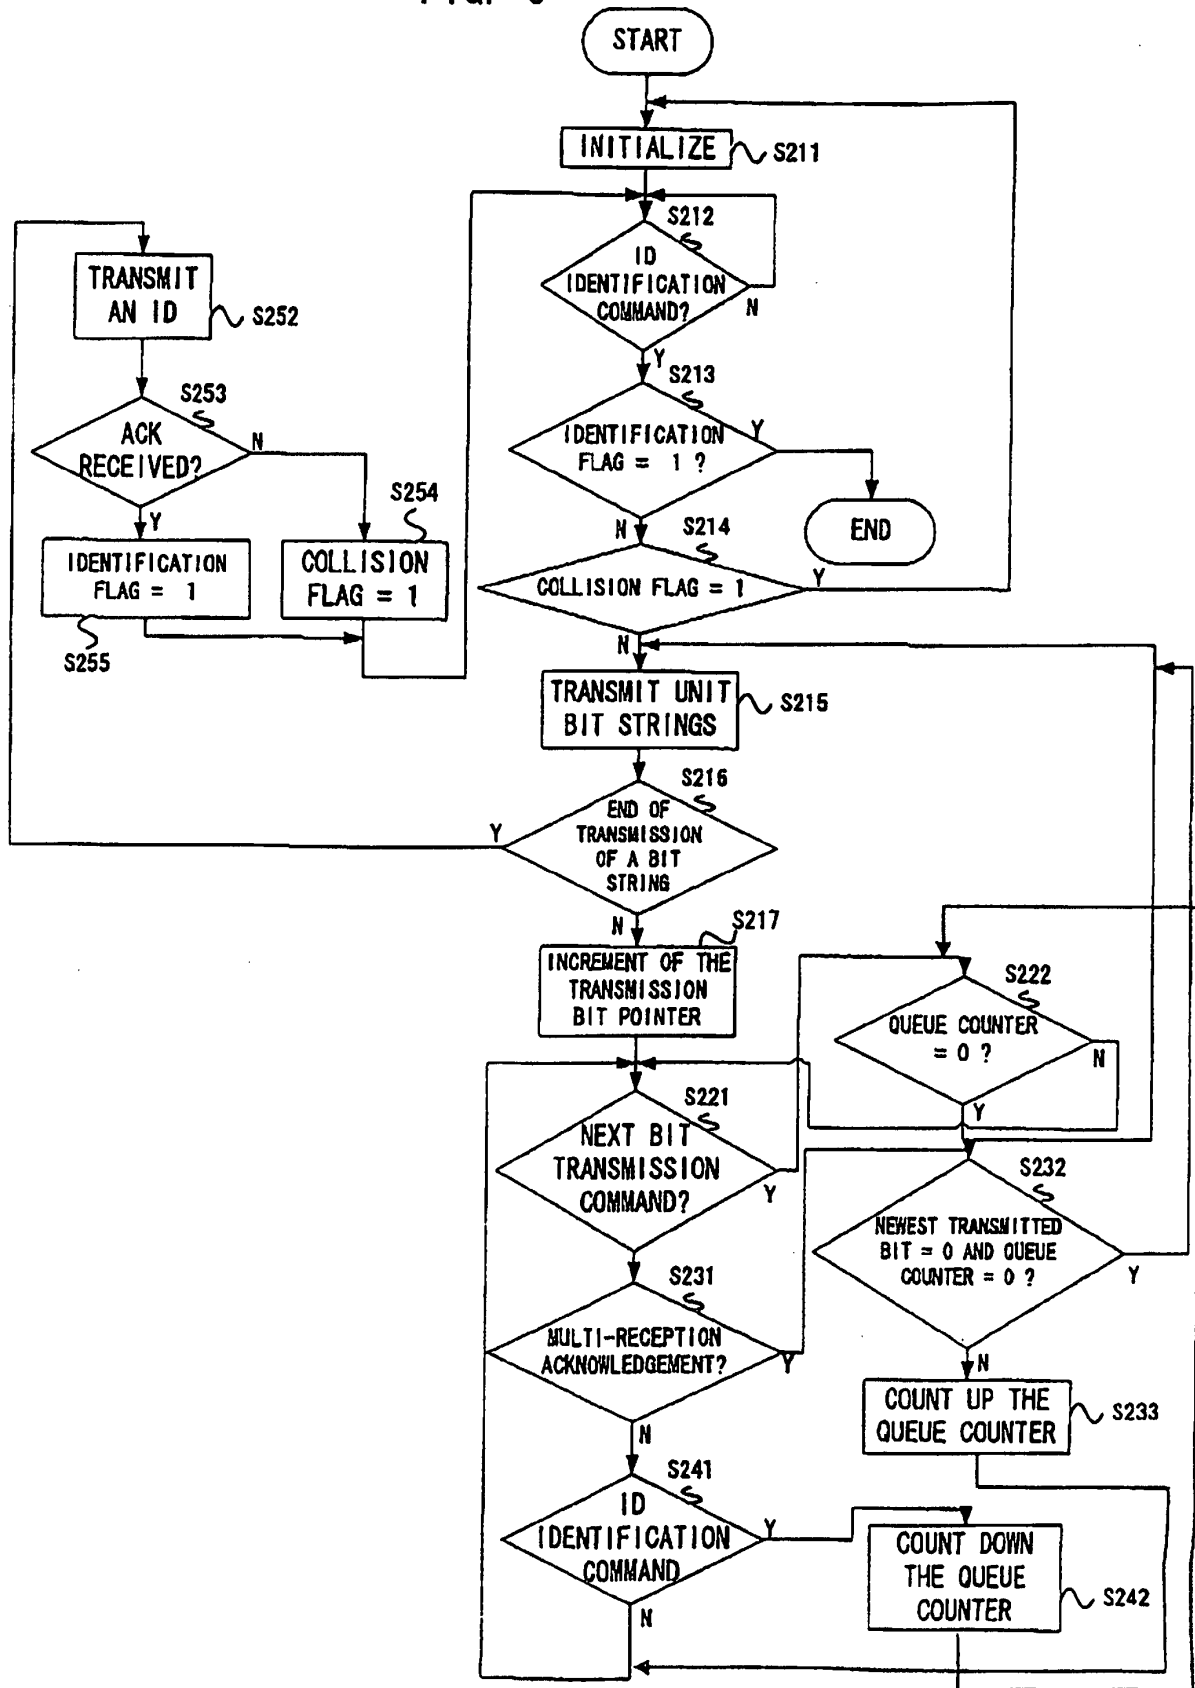 START
INITIALIZE
S211
S212
ID
IDENTIFICATION
COMMAND?
N
Y
TRANSMIT
AN ID
S252
S253
ACK
RECEIVED?
N
Y
S213
IDENTIFICATION
FLAG = 1 ?
Y
N
END
S254
COLLISION
FLAG = 1
IDENTIFICATION
FLAG = 1
S255
S214
COLLISION FLAG = 1
Y
N
TRANSMIT UNIT
BIT STRINGS
S215
S216
END OF
TRANSMISSION
OF A BIT
STRING
Y
N
S217
INCREMENT OF THE
TRANSMISSION
BIT POINTER
S222
QUEUE COUNTER
= 0 ?
N
Y
S221
NEXT BIT
TRANSMISSION
COMMAND?
Y
S232
NEWEST TRANSMITTED
BIT = 0 AND QUEUE
COUNTER = 0 ?
Y
N
S231
MULTI-RECEPTION
ACKNOWLEDGEMENT?
Y
N
COUNT UP THE
QUEUE COUNTER
S233
S241
ID
IDENTIFICATION
COMMAND
Y
N
COUNT DOWN
THE QUEUE
COUNTER
S242